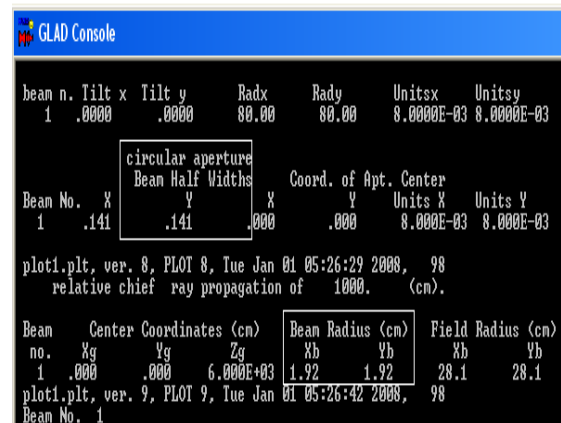 GLAD Console
beam n. Tilt x Tilt y Radx Rady Unitsx Unitsy
1 .0000 .0000 80.00 80.00 8.0000E-03 8.0000E-03
circular aperture
Beam Half Widths Coord. of Apt. Center
Beam No. X Y X Y Units X Units Y
1 .141 .141 .000 .000 8.000E-03 8.000E-03
plot1.plt, ver. 8, PLOT 8, Tue Jan 01 05:26:29 2008, 98
relative chief ray propagation of 1000. (cm).
Beam Center Coordinates (cm) Beam Radius (cm) Field Radius (cm)
no. Xg Yg Zg Xb Yb Xb Yb
1 .000 .000 6.000E+03 1.92 1.92 28.1 28.1
plot1.plt, ver. 9, PLOT 9, Tue Jan 01 05:26:42 2008, 98
Beam No. 1